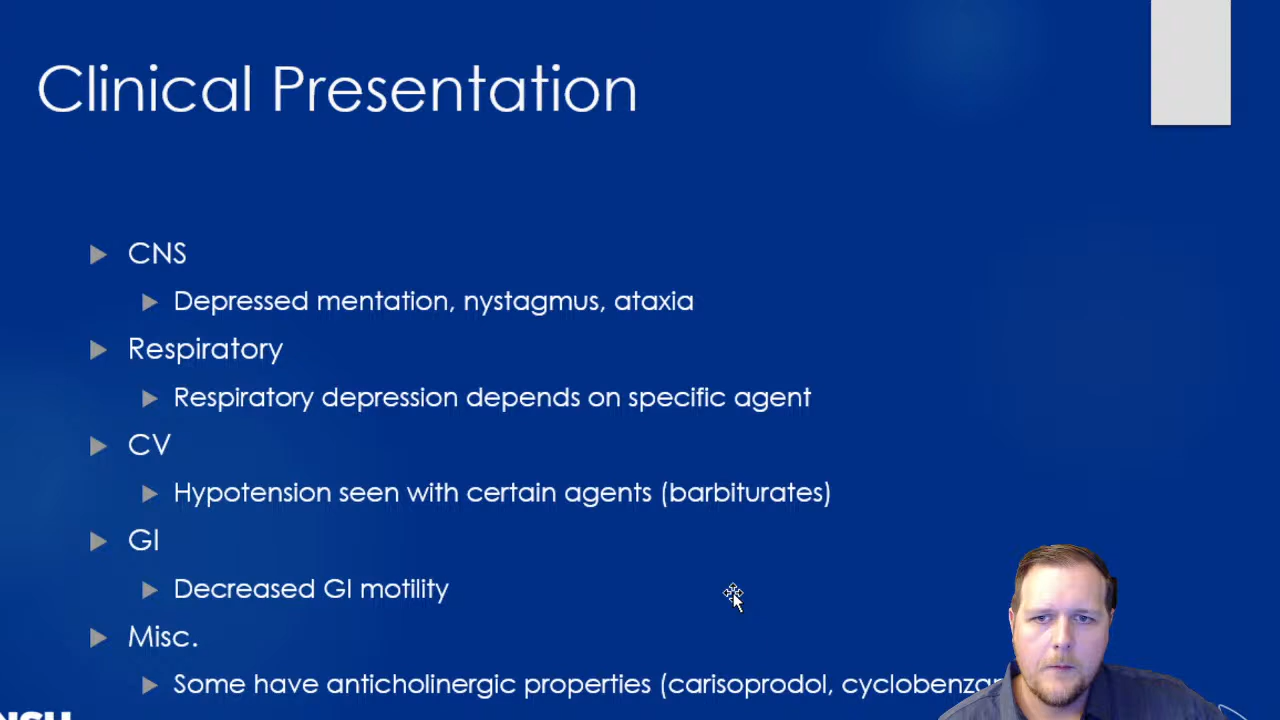 Clinical Presentation
CNS
Depressed mentation, nystagmus, ataxia
Respiratory
Respiratory depression depends on specific agent
CV
Hypotension seen with certain agents (barbiturates)
GI
Decreased GI motility
Misc.
Some have anticholinergic properties (carisoprodol,